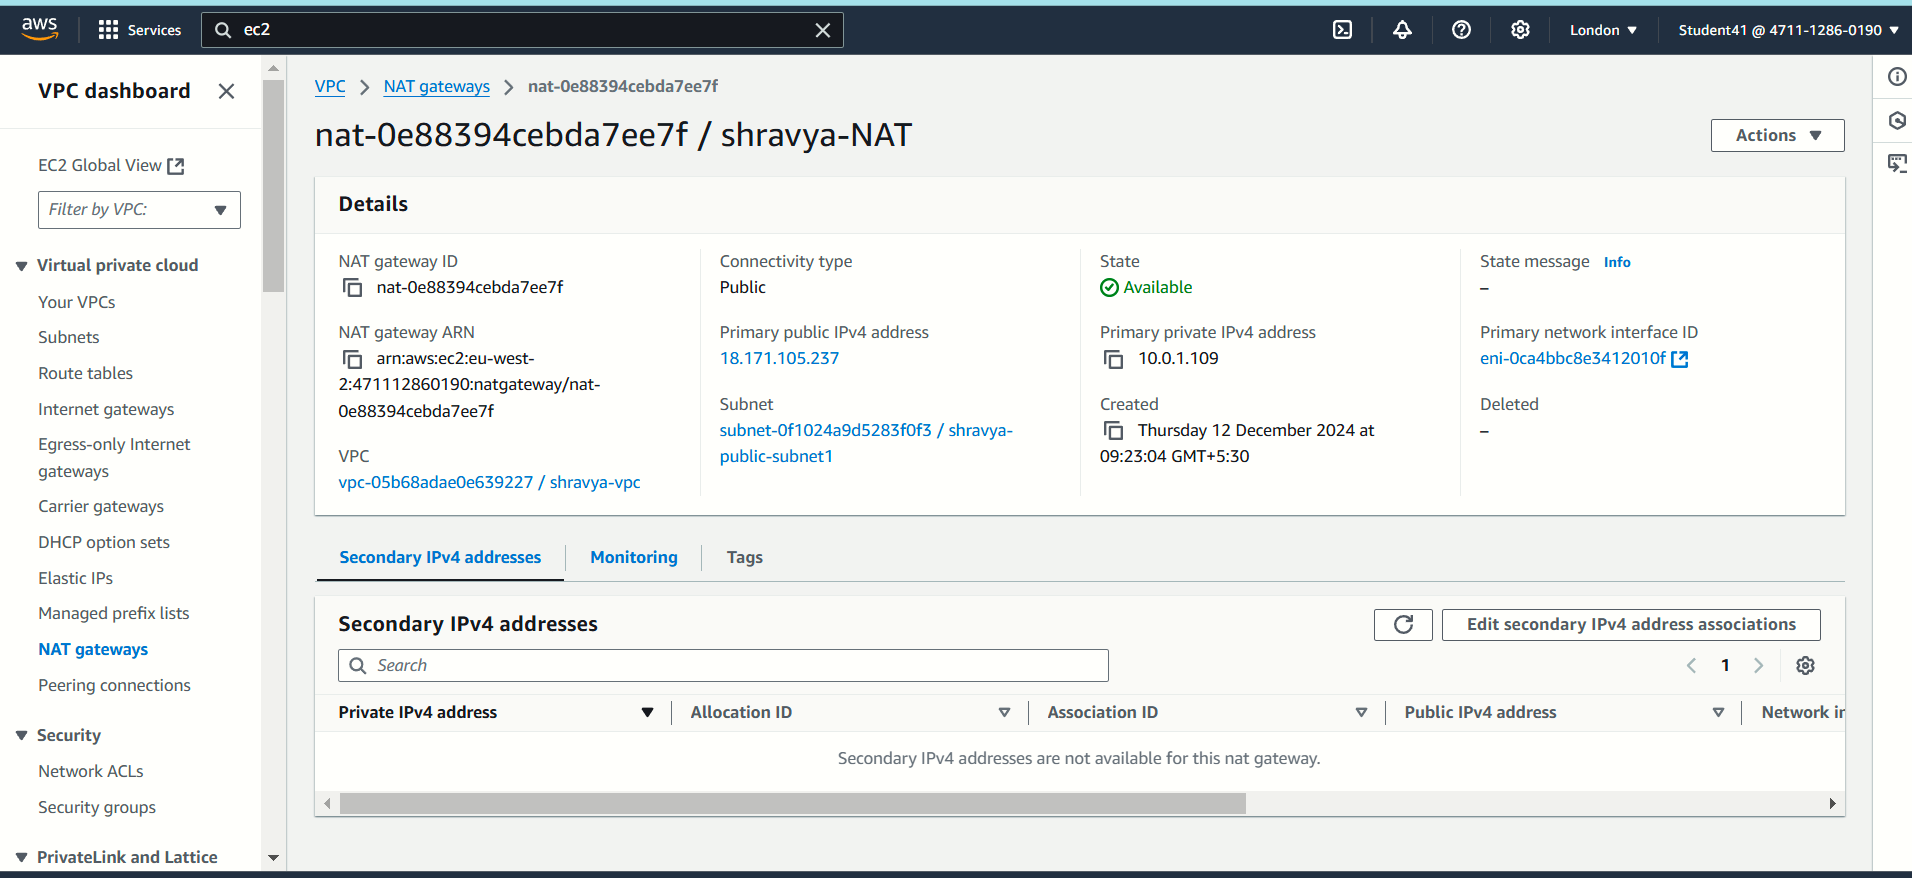 aws
Services
ec2
London
Student41 @ 4711-1286-0190
VPC dashboard
EC2 Global View
Filter by VPC:
Virtual private cloud
Your VPCs
Subnets
Route tables
Internet gateways
Egress-only Internet
gateways
Carrier gateways
DHCP option sets
Elastic IPs
Managed prefix lists
NAT gateways
Peering connections
Security
Network ACLs
Security groups
PrivateLink and Lattice
VPC
NAT gateways
nat-0e88394cebda7ee7f
nat-0e88394cebda7ee7f / shravya-NAT
Actions
Details
NAT gateway ID
nat-0e88394cebda7ee7f
NAT gateway ARN
arn:aws:ec2:eu-west-
2:471112860190:natgateway/nat-
0e88394cebda7ee7f
VPC
vpc-05b68adae0e639227 / shravya-vpc
Connectivity type
Public
Primary public IPv4 address
18.171.105.237
Subnet
subnet-0f1024a9d5283f0f3 / shravya-
public-subnet1
State
Available
Primary private IPv4 address
10.0.1.109
Created
Thursday 12 December 2024 at
09:23:04 GMT+5:30
State message Info
–
Primary network interface ID
eni-0ca4bbc8e3412010f
Deleted
–
Secondary IPv4 addresses
Monitoring
Tags
Secondary IPv4 addresses
Edit secondary IPv4 address associations
Search
1
Private IPv4 address
Allocation ID
Association ID
Public IPv4 address
Network in
Secondary IPv4 addresses are not available for this nat gateway.